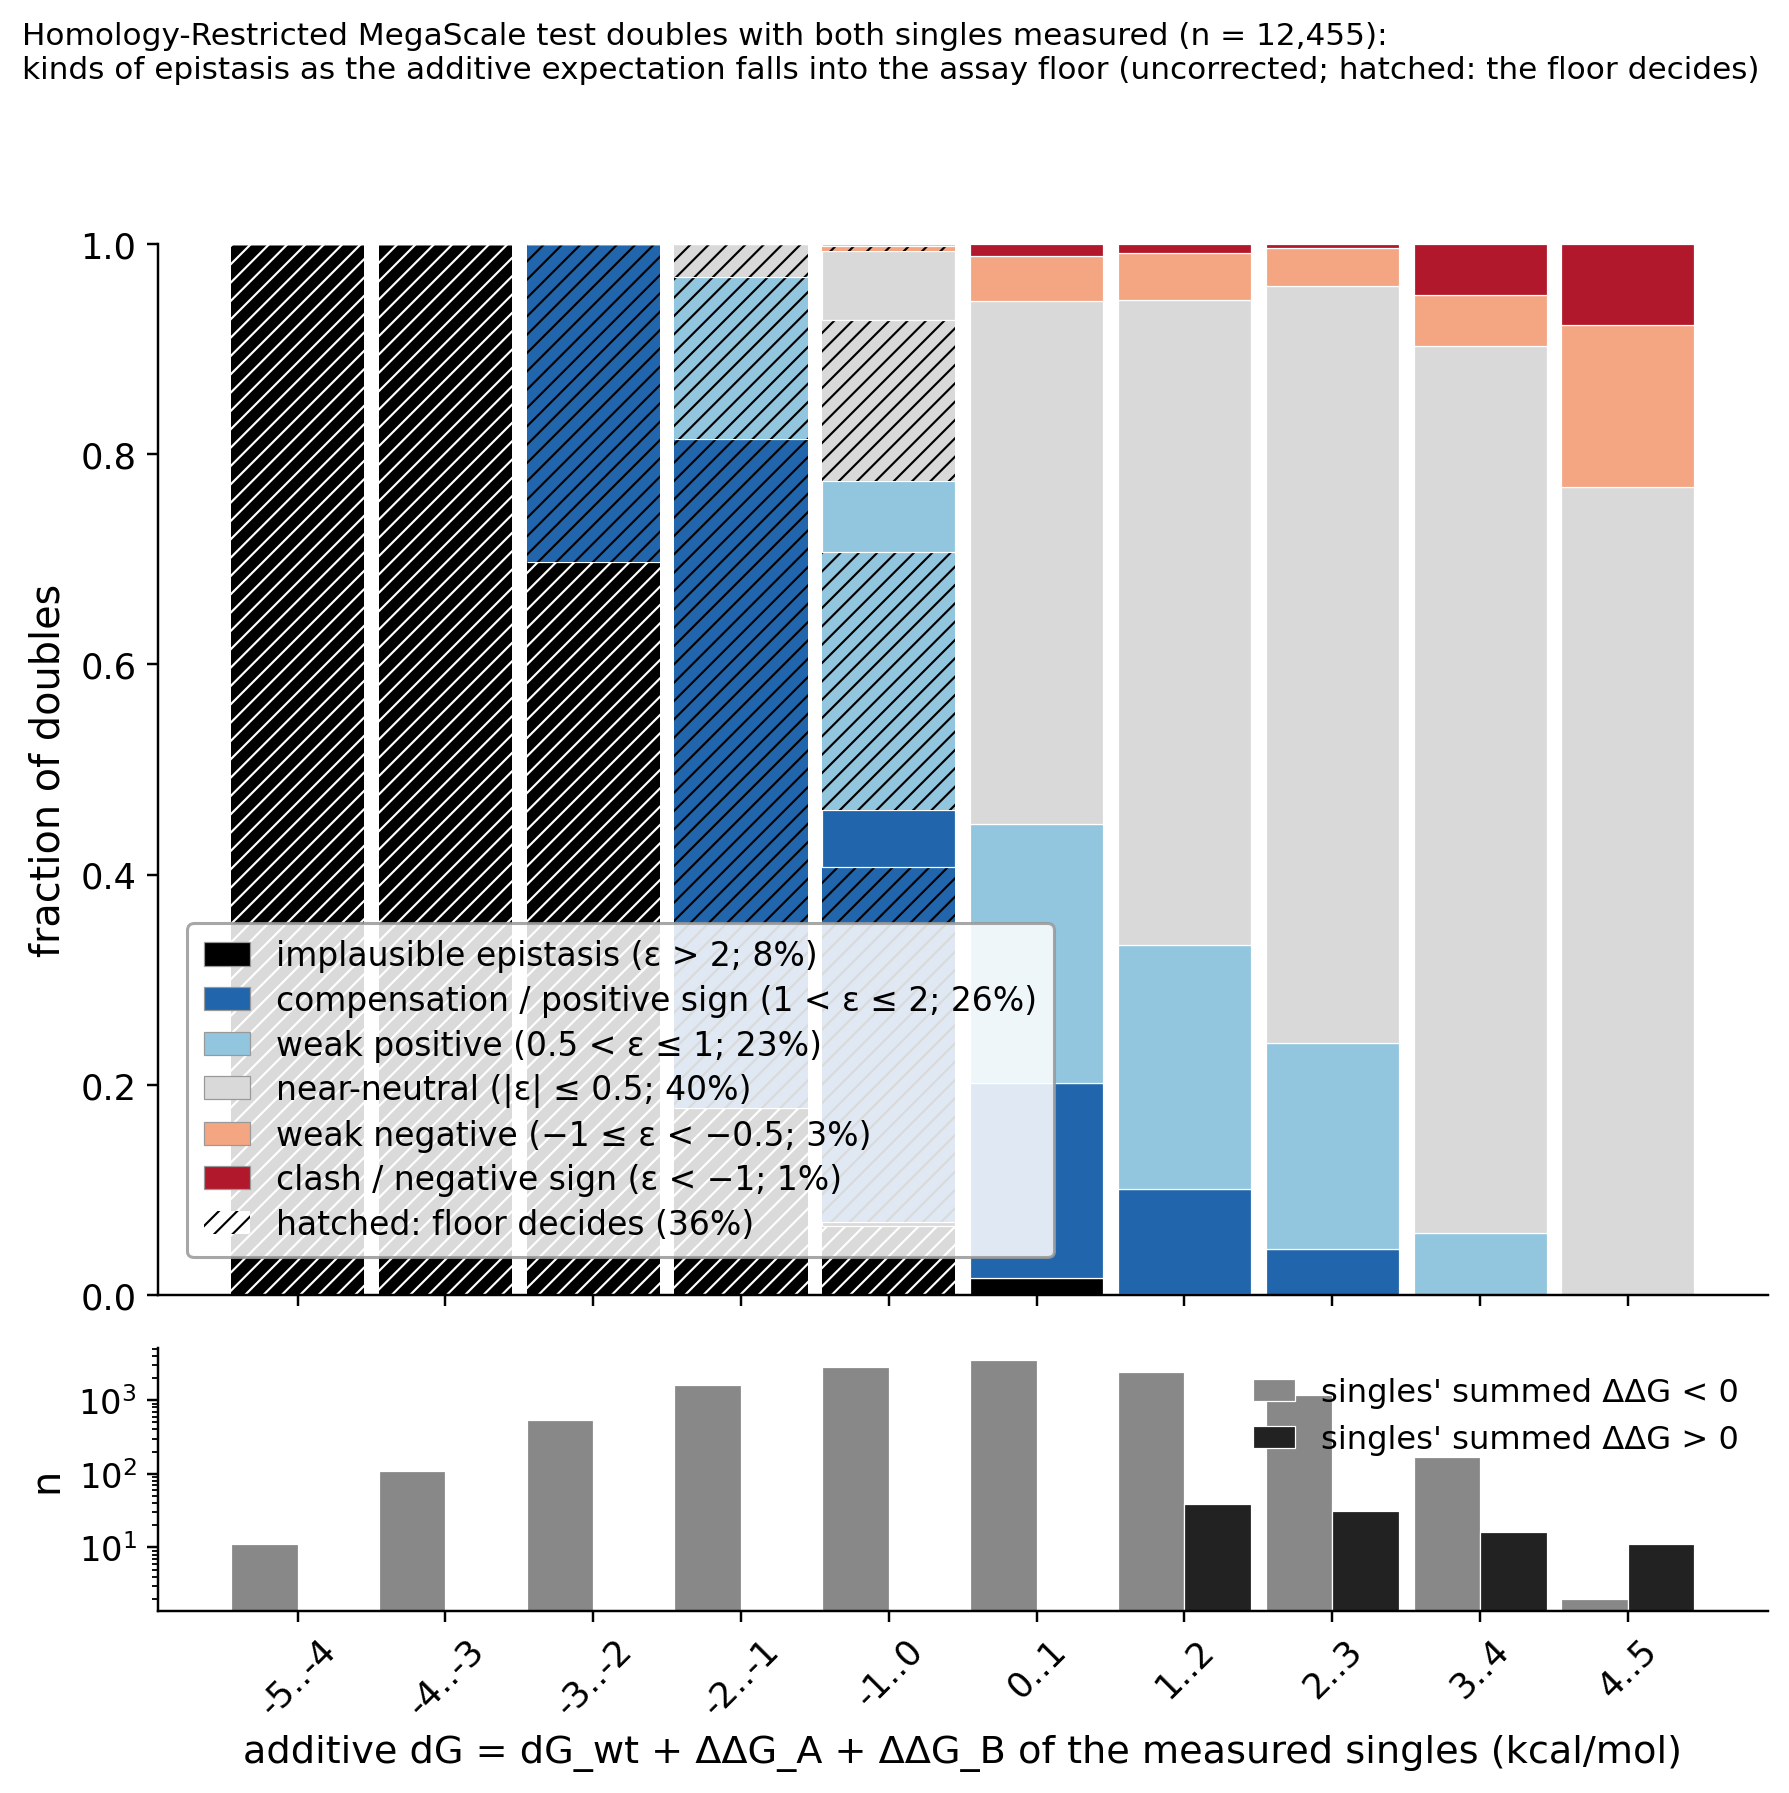 Homology-Restricted MegaScale test doubles with both singles measured (n = 12,455):
kinds of epistasis as the additive expectation falls into the assay floor (uncorrected; hatched: the floor decides)
fraction of doubles
1.0
0.8
0.6
0.4
0.2
0.0
implausible epistasis (ε > 2; 8%)
compensation / positive sign (1 < ε ≤ 2; 26%)
weak positive (0.5 < ε ≤ 1; 23%)
near-neutral (|ε| ≤ 0.5; 40%)
weak negative (−1 ≤ ε < −0.5; 3%)
clash / negative sign (ε < −1; 1%)
hatched: floor decides (36%)
n
10³
10²
10¹
singles' summed ΔΔG < 0
singles' summed ΔΔG > 0
-5..-4
-4..-3
-3..-2
-2..-1
-1..0
0..1
1..2
2..3
3..4
4..5
additive dG = dG_wt + ΔΔG_A + ΔΔG_B of the measured singles (kcal/mol)